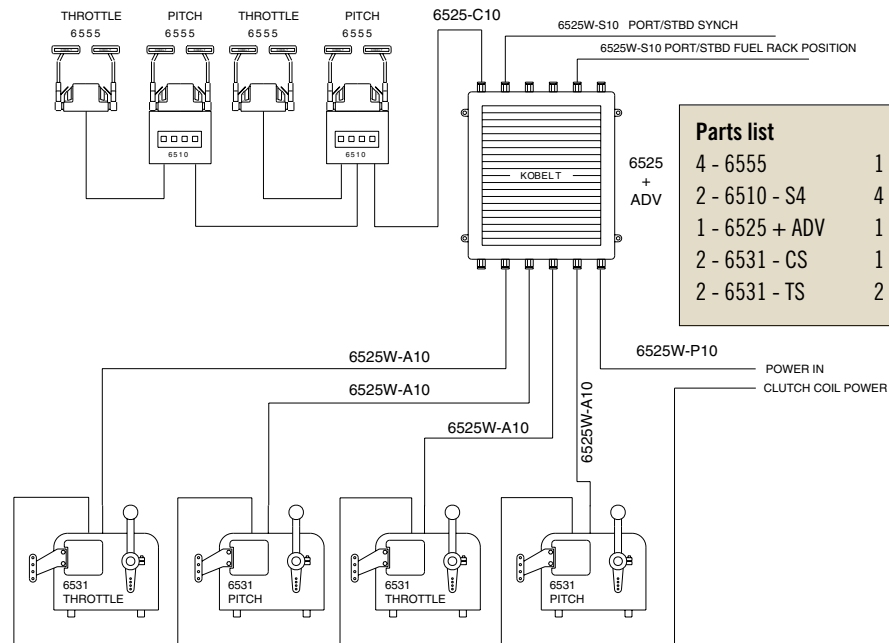 THROTTLE PITCH THROTTLE PITCH
6555 6555 6555 6555
6525-C10
6525W-S10 PORT/STBD SYNCH
6525W-S10 PORT/STBD FUEL RACK POSITION
6510 6510
KOBELT
6525
+
ADV
Parts list
4 - 6555 1
2 - 6510 - S4 4
1 - 6525 + ADV 1
2 - 6531 - CS 1
2 - 6531 - TS 2
6525W-A10
6525W-A10
6525W-A10
6525W-A10
6525W-P10
POWER IN
CLUTCH COIL POWER
6531
THROTTLE
6531
PITCH
6531
THROTTLE
6531
PITCH